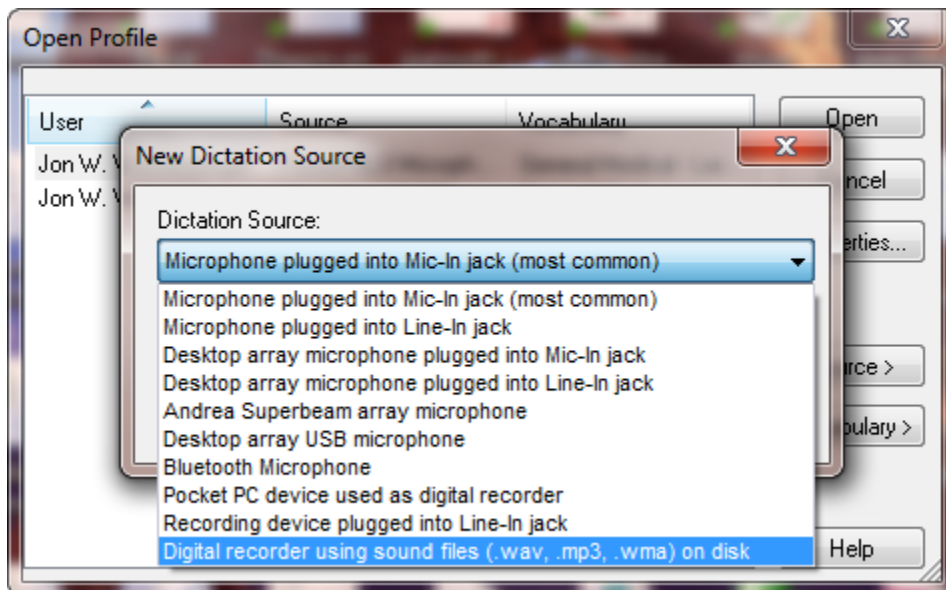 Open Profile
User Source Vocabulary
Open
Jon W.
Jon W.
ncel
erties...
rce >
bulary >
Help
New Dictation Source
Dictation Source:
Microphone plugged into Mic-In jack (most common)
Microphone plugged into Mic-In jack (most common)
Microphone plugged into Line-In jack
Desktop array microphone plugged into Mic-In jack
Desktop array microphone plugged into Line-In jack
Andrea Superbeam array microphone
Desktop array USB microphone
Bluetooth Microphone
Pocket PC device used as digital recorder
Recording device plugged into Line-In jack
Digital recorder using sound files (.wav, .mp3, .wma) on disk